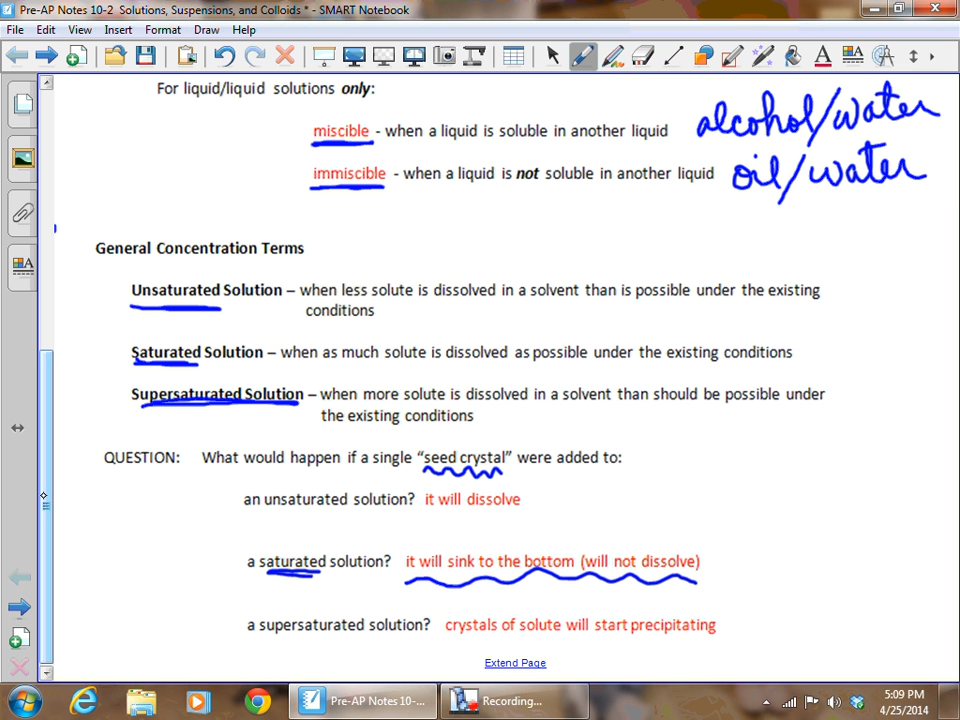 Pre-AP Notes 10-2 Solutions, Suspensions, and Colloids * - SMART Notebook
File Edit View Insert Format Draw Help
For liquid/liquid solutions only:
miscible - when a liquid is soluble in another liquid
alcohol/water
immiscible - when a liquid is not soluble in another liquid
oil/water
General Concentration Terms
Unsaturated Solution – when less solute is dissolved in a solvent than is possible under the existing
conditions
Saturated Solution – when as much solute is dissolved as possible under the existing conditions
Supersaturated Solution – when more solute is dissolved in a solvent than should be possible under
the existing conditions
QUESTION: What would happen if a single “seed crystal” were added to:
an unsaturated solution? it will dissolve
a saturated solution? it will sink to the bottom (will not dissolve)
a supersaturated solution? crystals of solute will start precipitating
Extend Page
Pre-AP Notes 10-... Recording...
5:09 PM
4/25/2014